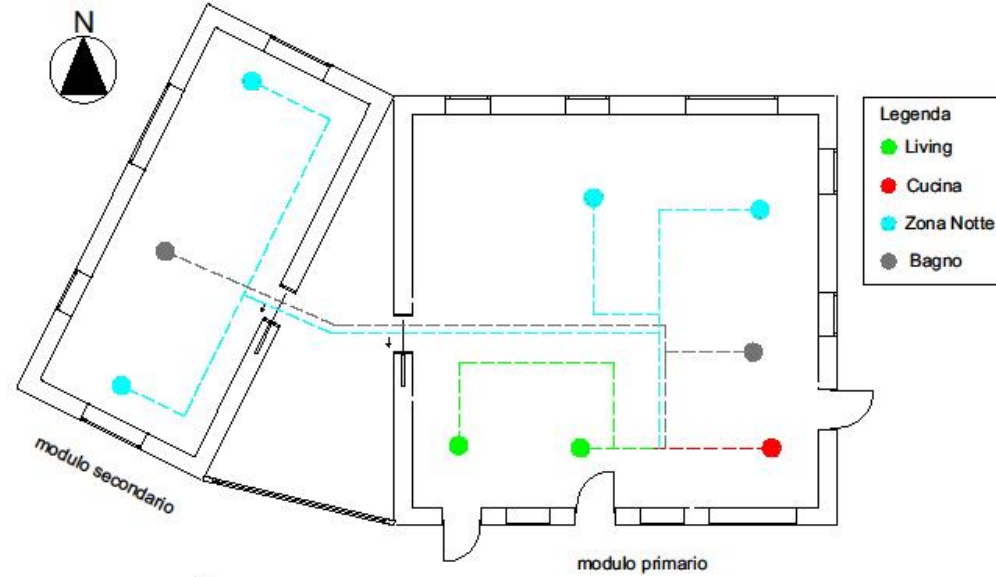 N
Legenda
Living
Cucina
Zona Notte
Bagno
modulo secondario
modulo primario